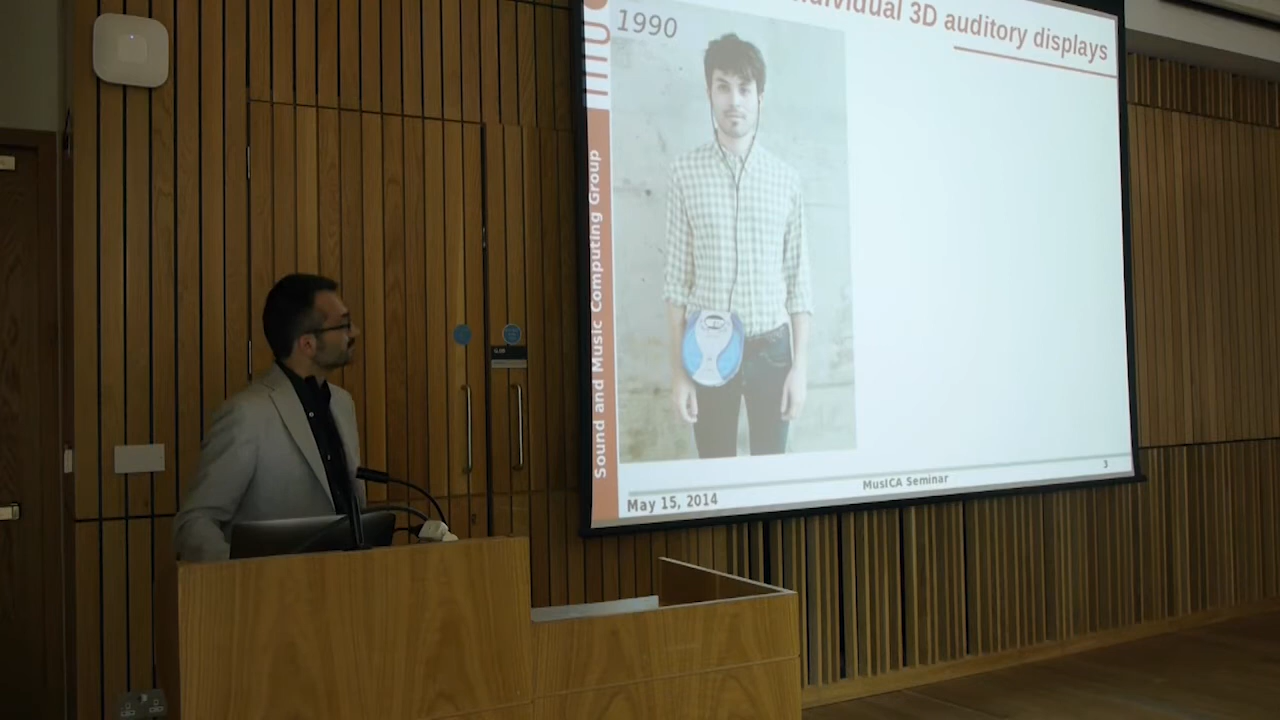 3D auditory displays
1990
Sound and Music Computing Group
May 15, 2014
MusICA Seminar
3